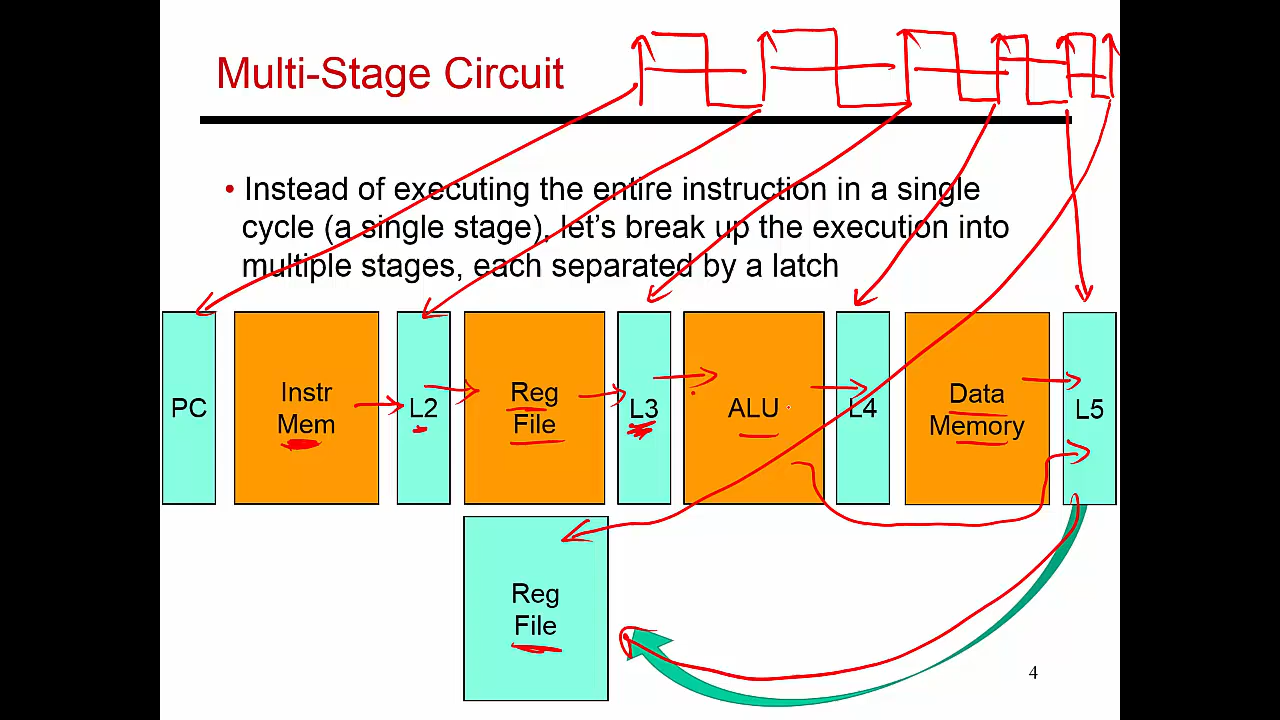 Multi-Stage Circuit
• Instead of executing the entire instruction in a single
cycle (a single stage), let's break up the execution into
multiple stages, each separated by a latch
PC
Instr
Mem
L2
Reg
File
L3
ALU
L4
Data
Memory
L5
Reg
File
4